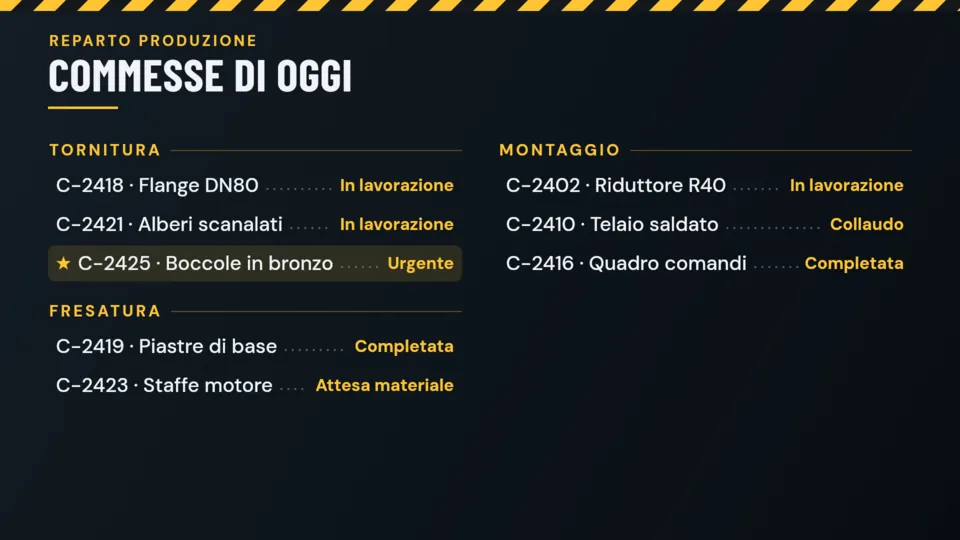 REPARTO PRODUZIONE
COMMESSE DI OGGI
TORNITURA
C-2418 · Flange DN80 .......... In lavorazione
C-2421 · Alberi scanalati ...... In lavorazione
★ C-2425 · Boccole in bronzo ...... Urgente
FRESATURA
C-2419 · Piastre di base ......... Completata
C-2423 · Staffe motore .... Attesa materiale
MONTAGGIO
C-2402 · Riduttore R40 ....... In lavorazione
C-2410 · Telaio saldato ............. Collaudo
C-2416 · Quadro comandi ....... Completata